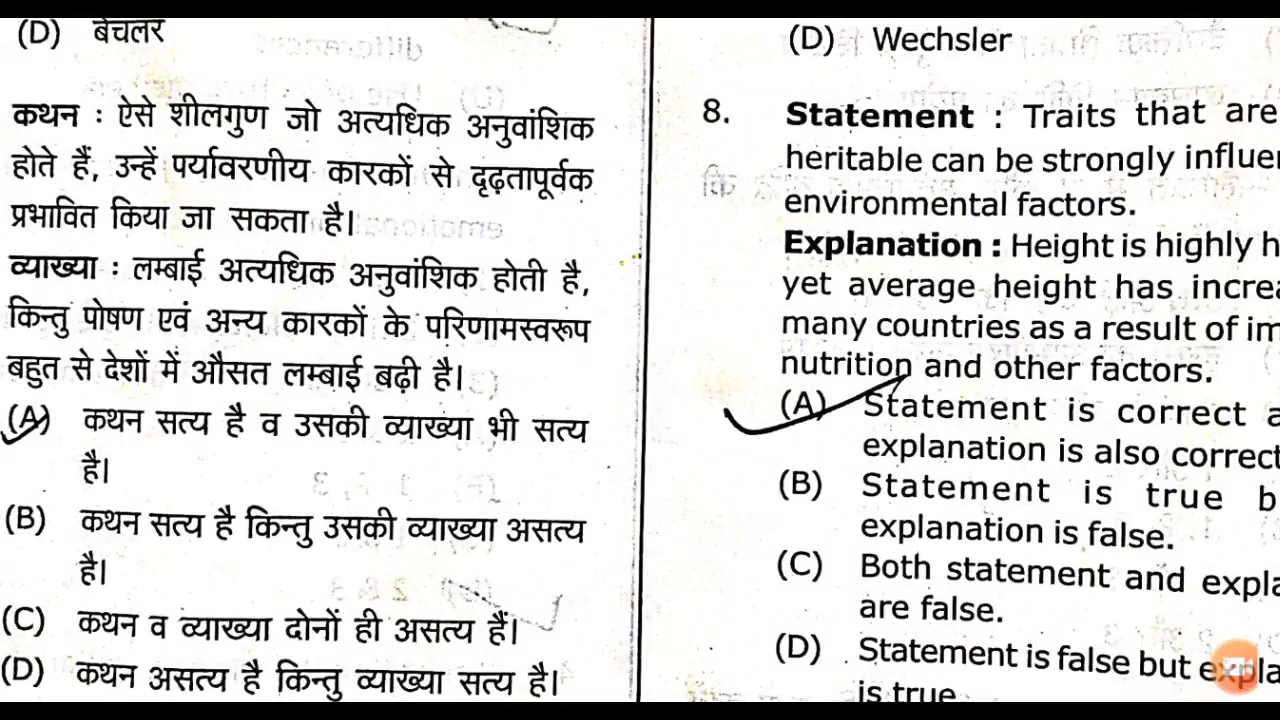 (D) बेचलर
कथन : ऐसे शीलगुण जो अत्यधिक अनुवांशिक
होते हैं, उन्हें पर्यावरणीय कारकों से दृढ़तापूर्वक
प्रभावित किया जा सकता है।
व्याख्या : लम्बाई अत्यधिक अनुवांशिक होती है,
किन्तु पोषण एवं अन्य कारकों के परिणामस्वरूप
बहुत से देशों में औसत लम्बाई बढ़ी है।
(A) कथन सत्य है व उसकी व्याख्या भी सत्य
है।
(B) कथन सत्य है किन्तु उसकी व्याख्या असत्य
है।
(C) कथन व व्याख्या दोनों ही असत्य हैं।
(D) कथन असत्य है किन्तु व्याख्या सत्य है।
(D) Wechsler
8. Statement : Traits that are
heritable can be strongly influe
environmental factors.
Explanation : Height is highly h
yet average height has increa
many countries as a result of im
nutrition and other factors.
(A) Statement is correct a
explanation is also correct
(B) Statement is true b
explanation is false.
(C) Both statement and expla
are false.
(D) Statement is false but expla
is true